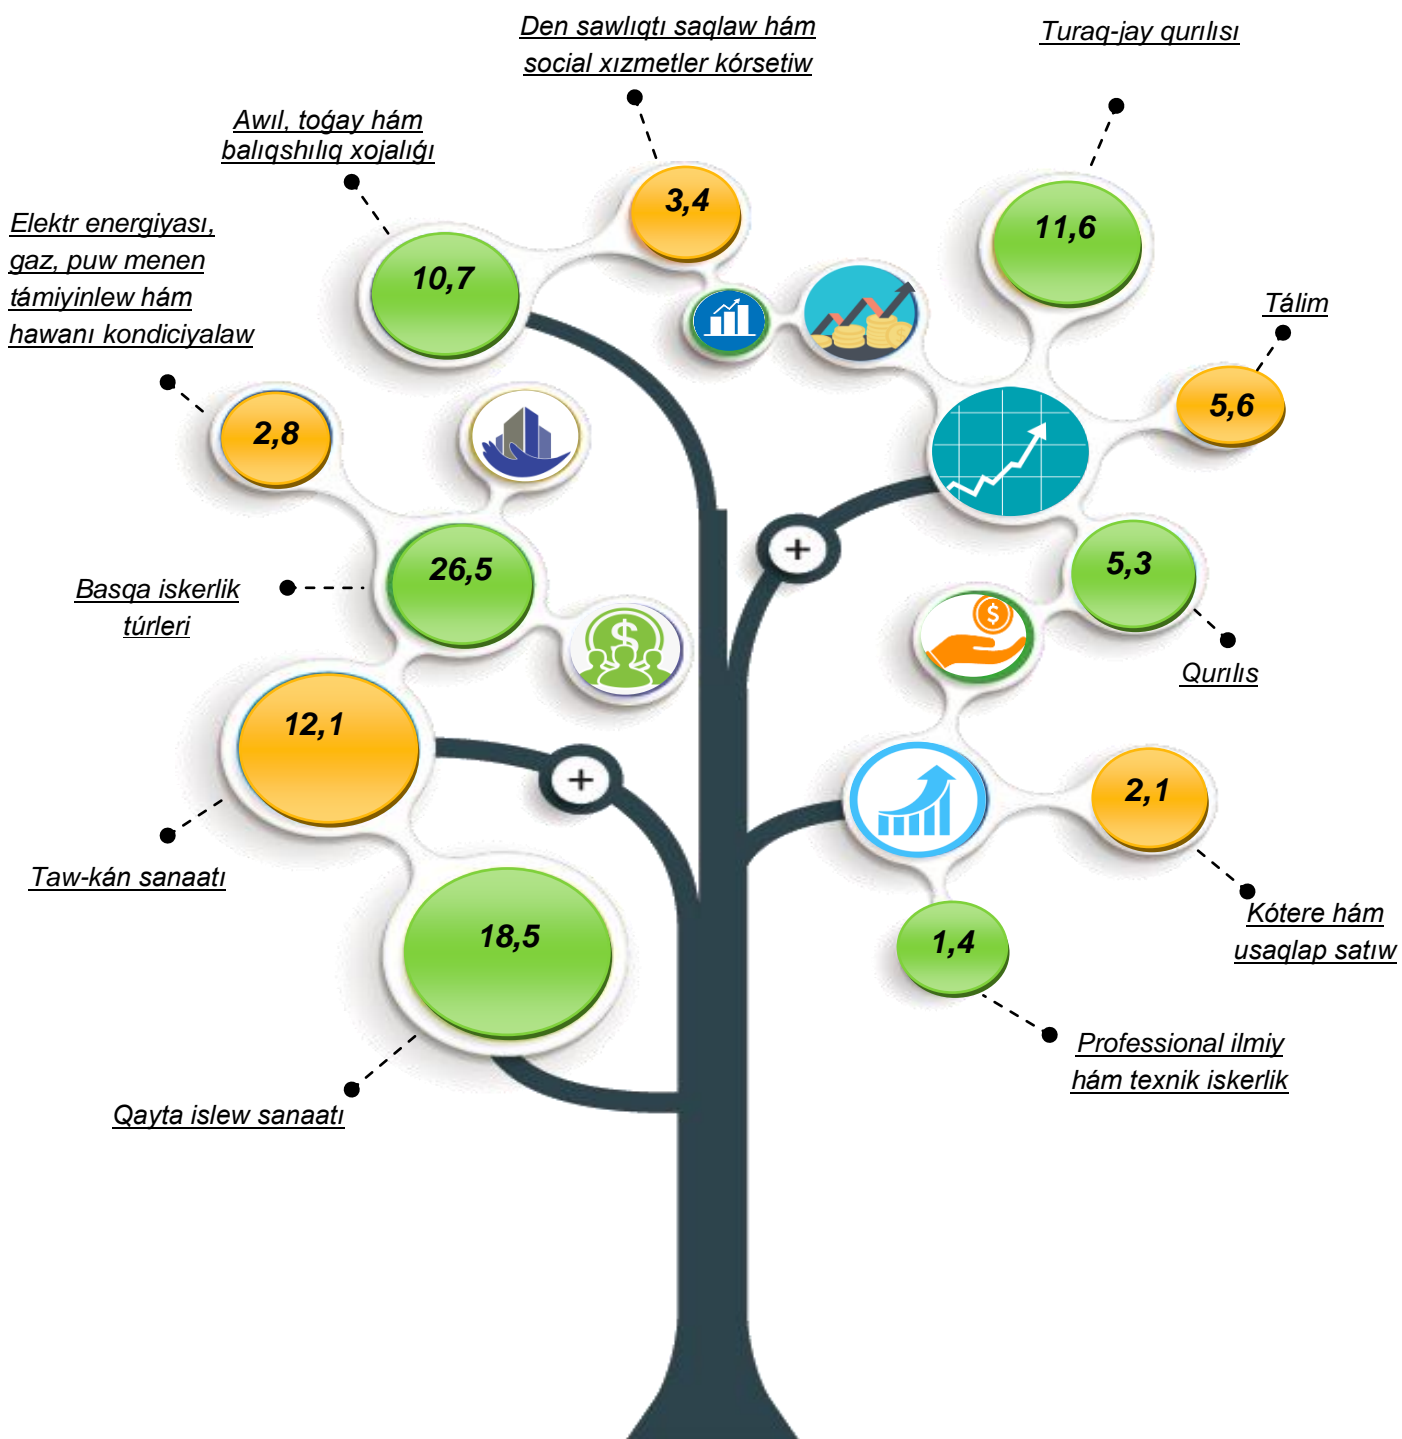 Den sawlıqtı saqlaw hám
social xızmetler kórsetiw
Turaq-jay qurılısı
Awıl, toǵay hám
balıqshılıq xojalıǵı
3,4
11,6
Elektr energiyası,
gaz, puw menen
támiyinlew hám
hawanı kondiciyalaw
10,7
Tálim
5,6
2,8
26,5
5,3
Basqa iskerlik
túrleri
Qurılıs
12,1
2,1
Taw-kán sanaatı
18,5
1,4
Kótere hám
usaqlap satıw
Professional ilmiy
hám texnik iskerlik
Qayta islew sanaatı